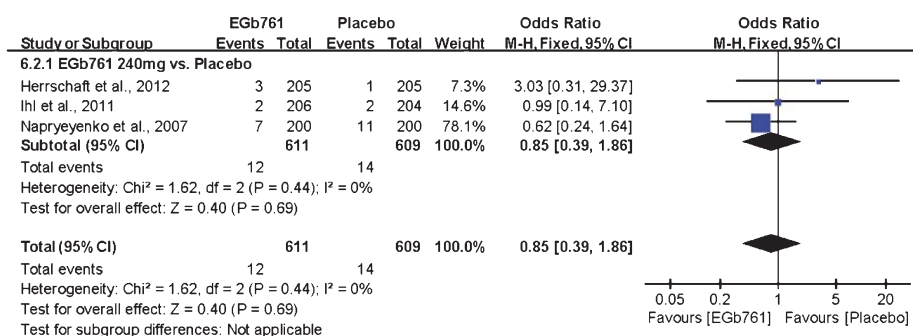 EGb761 Placebo Odds Ratio Odds Ratio
Study or Subgroup Events Total Events Total Weight M-H, Fixed, 95% CI M-H, Fixed, 95% CI
6.2.1 EGb761 240mg vs. Placebo
Herrschaft et al., 2012 3 205 1 205 7.3% 3.03 [0.31, 29.37]
Ihl et al., 2011 2 206 2 204 14.6% 0.99 [0.14, 7.10]
Napryeyenko et al., 2007 7 200 11 200 78.1% 0.62 [0.24, 1.64]
Subtotal (95% CI) 611 609 100.0% 0.85 [0.39, 1.86]
Total events 12 14
Heterogeneity: Chi² = 1.62, df = 2 (P = 0.44); I² = 0%
Test for overall effect: Z = 0.40 (P = 0.69)
Total (95% CI) 611 609 100.0% 0.85 [0.39, 1.86]
Total events 12 14
Heterogeneity: Chi² = 1.62, df = 2 (P = 0.44); I² = 0%
Test for overall effect: Z = 0.40 (P = 0.69)
Test for subgroup differences: Not applicable
0.05 0.2 1 5 20
Favours [EGb761] Favours [Placebo]